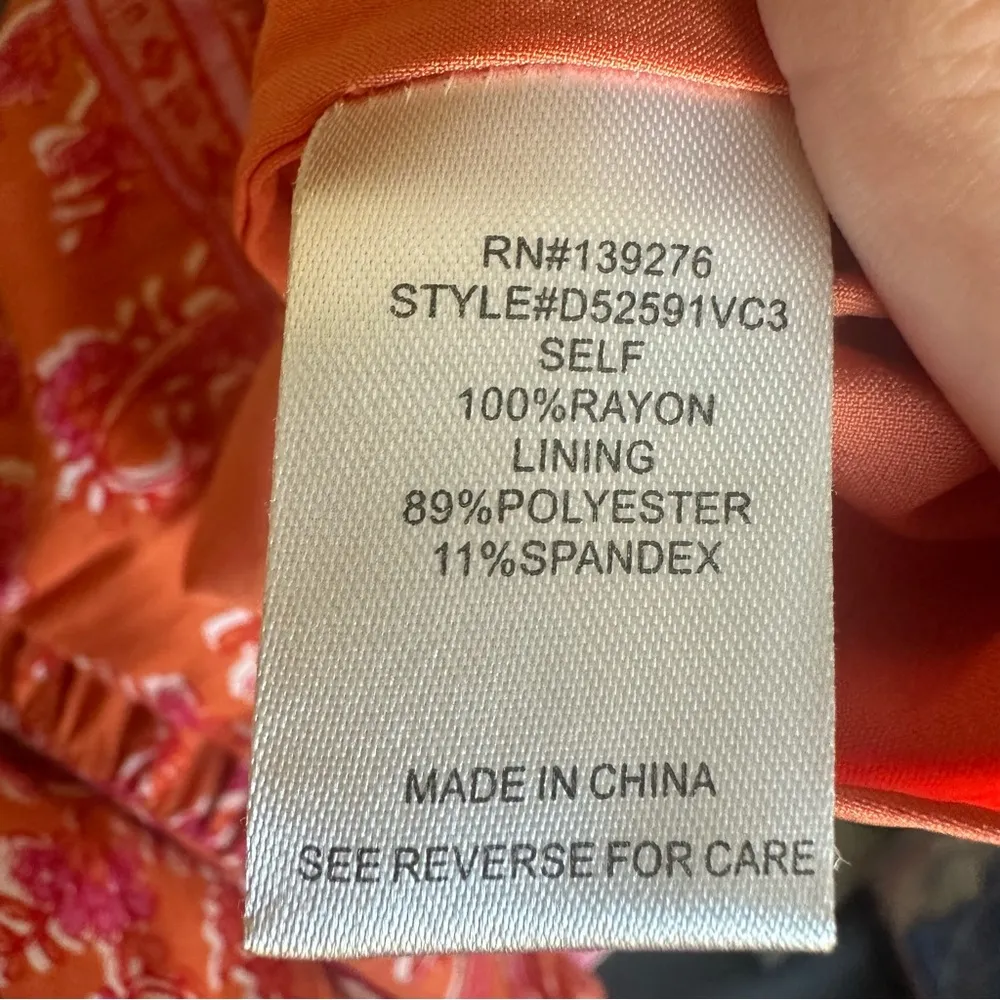 RN#139276
STYLE#D52591VC3
SELF
100%RAYON
LINING
89%POLYESTER
11%SPANDEX
MADE IN CHINA
SEE REVERSE FOR CARE